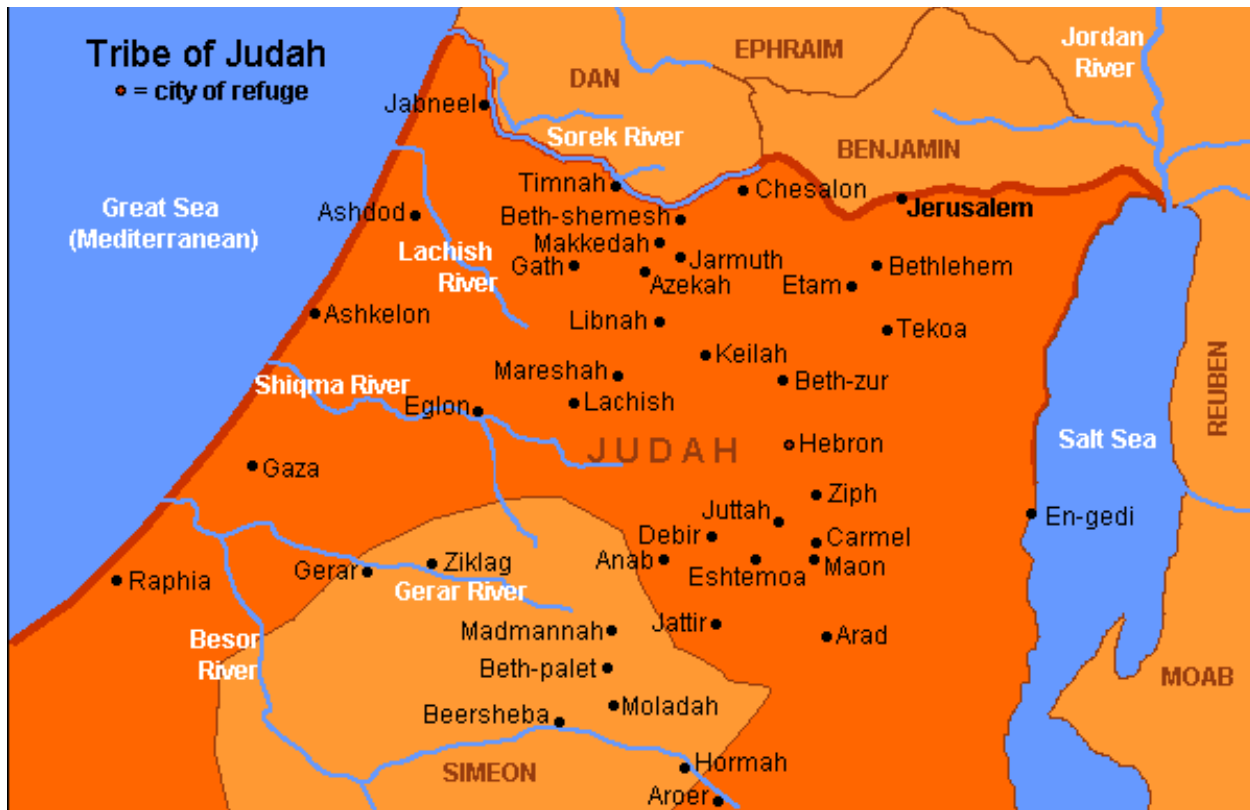 Tribe of Judah
= city of refuge
EPHRAIM
Jordan
River
DAN
Jabneel
Sorek River
BENJAMIN
Timnah
Chesalon
Great Sea
(Mediterranean)
Ashdod
Beth-shemesh
Jerusalem
Lachish
River
Makkedah
Gath
Jarmuth
Azekah
Bethlehem
Etam
Ashkelon
Libnah
Tekoa
Keilah
Shiqma River
Mareshah
Beth-zur
REUBEN
Eglon
Lachish
JUDAH
Hebron
Salt Sea
Gaza
Ziph
Juttah
En-gedi
Debir
Carmel
Ziklag
Anab
Eshtemoa
Maon
Gerar
Raphia
Gerar River
Madmannah
Jattir
Arad
Besor
River
Beth-palet
MOAB
Moladah
Beersheba
SIMEON
Hormah
Aroer